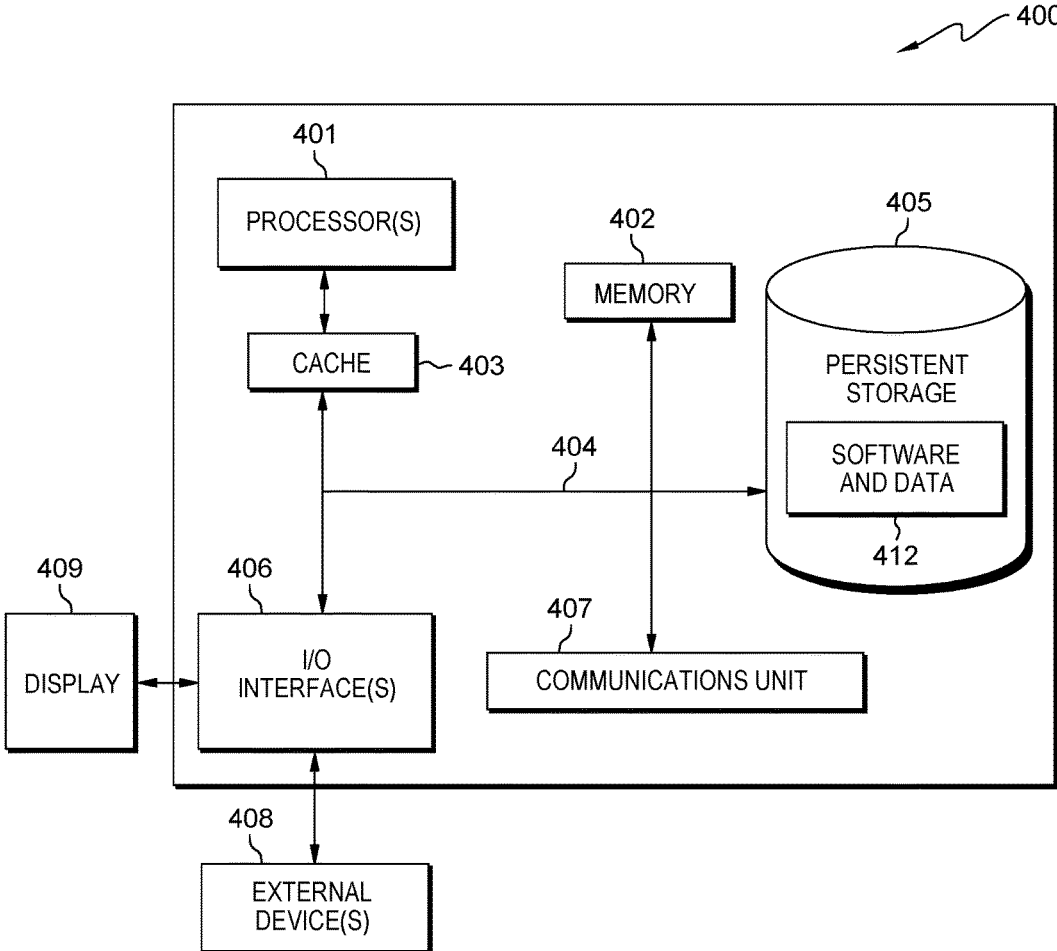 400
401
PROCESSOR(S)
402
405
MEMORY
CACHE
403
PERSISTENT
STORAGE
404
SOFTWARE
AND DATA
412
409
406
407
I/O
INTERFACE(S)
DISPLAY
COMMUNICATIONS UNIT
408
EXTERNAL
DEVICE(S)